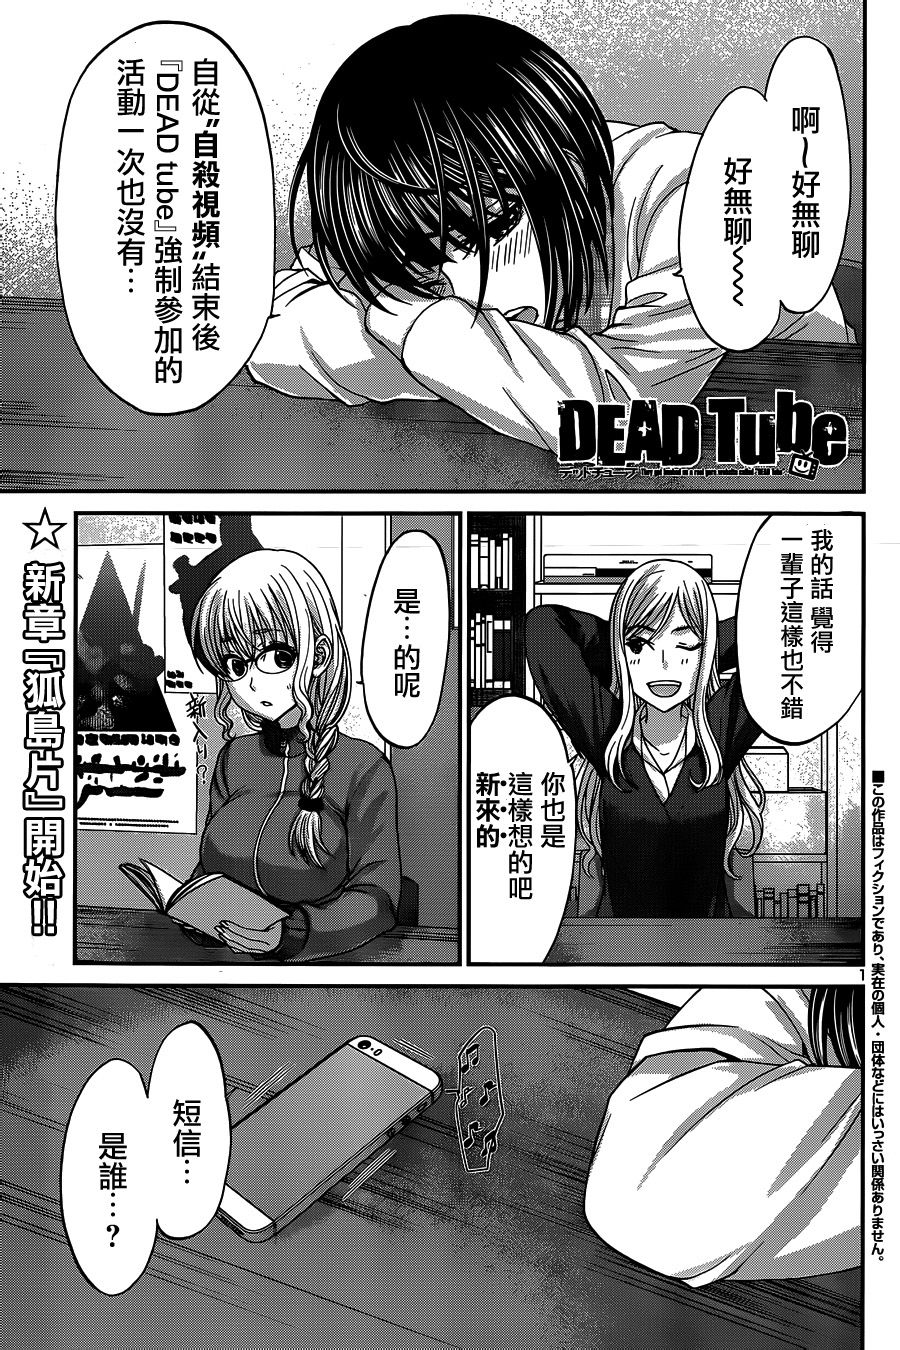 啊~好無聊
好無聊
自從"自殺視頻"結束後
『DEAD tube』強制參加的
活動一次也沒有…
DEAD Tube
デッドチューブ
我的話 覺得
一輩子這樣也不錯
你也是
這樣想的吧
新來的
是…的呢
新人!?
☆新章『狐島片』開始!!
短信…
是誰…?
1
■この作品はフィクションであり、実在の個人・団体などにはいっさい関係ありません。